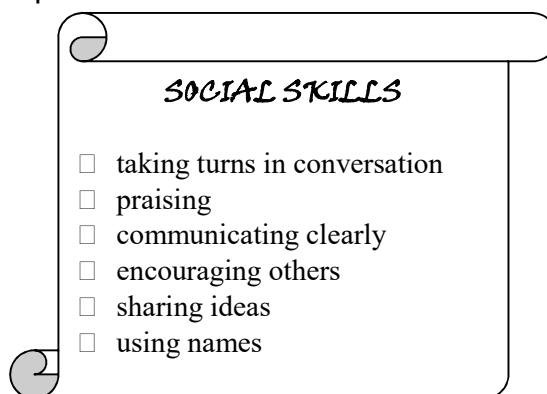 SOCIAL SKILLS
□ taking turns in conversation
□ praising
□ communicating clearly
□ encouraging others
□ sharing ideas
□ using names